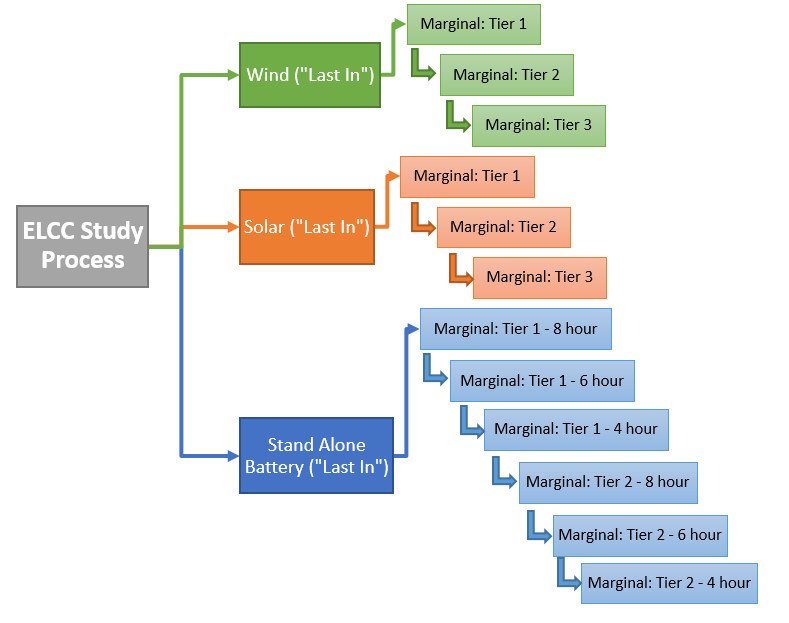 ELCC Study
Process
Wind ("Last In")
Marginal: Tier 1
Marginal: Tier 2
Marginal: Tier 3
Solar ("Last In")
Marginal: Tier 1
Marginal: Tier 2
Marginal: Tier 3
Stand Alone
Battery ("Last In")
Marginal: Tier 1 - 8 hour
Marginal: Tier 1 - 6 hour
Marginal: Tier 1 - 4 hour
Marginal: Tier 2 - 8 hour
Marginal: Tier 2 - 6 hour
Marginal: Tier 2 - 4 hour